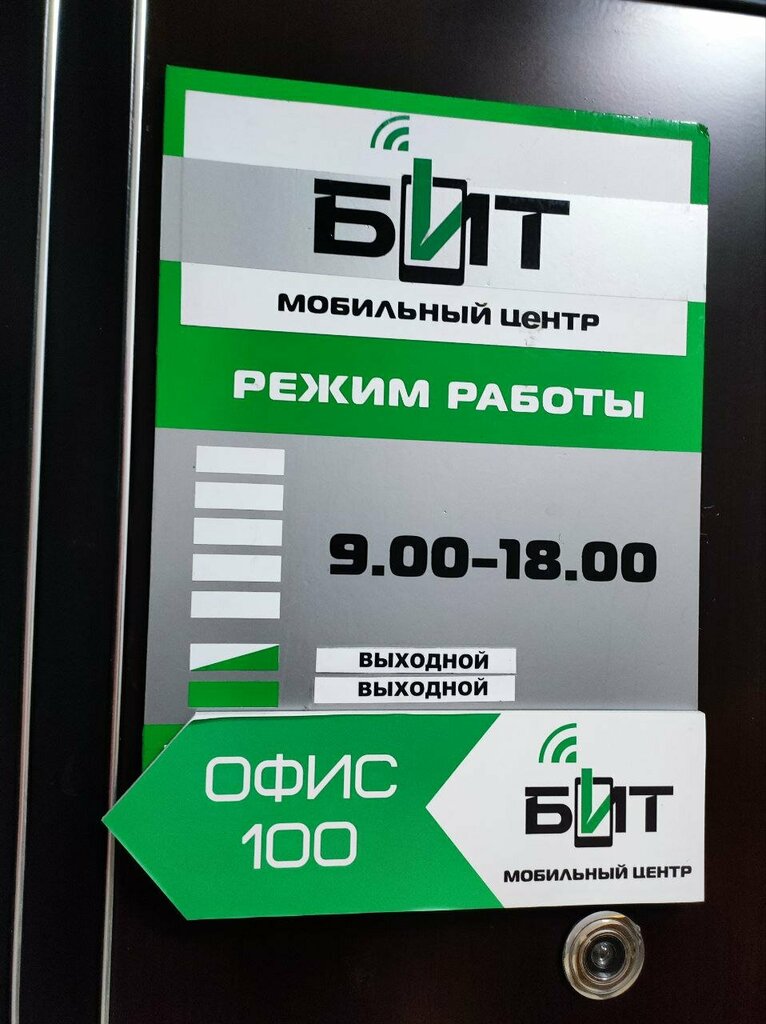 БИТ
МОБИЛЬНЫЙ ЦЕНТР
РЕЖИМ РАБОТЫ
9.00-18.00
ВЫХОДНОЙ
ВЫХОДНОЙ
ОФИС
100
БИТ
МОБИЛЬНЫЙ ЦЕНТР